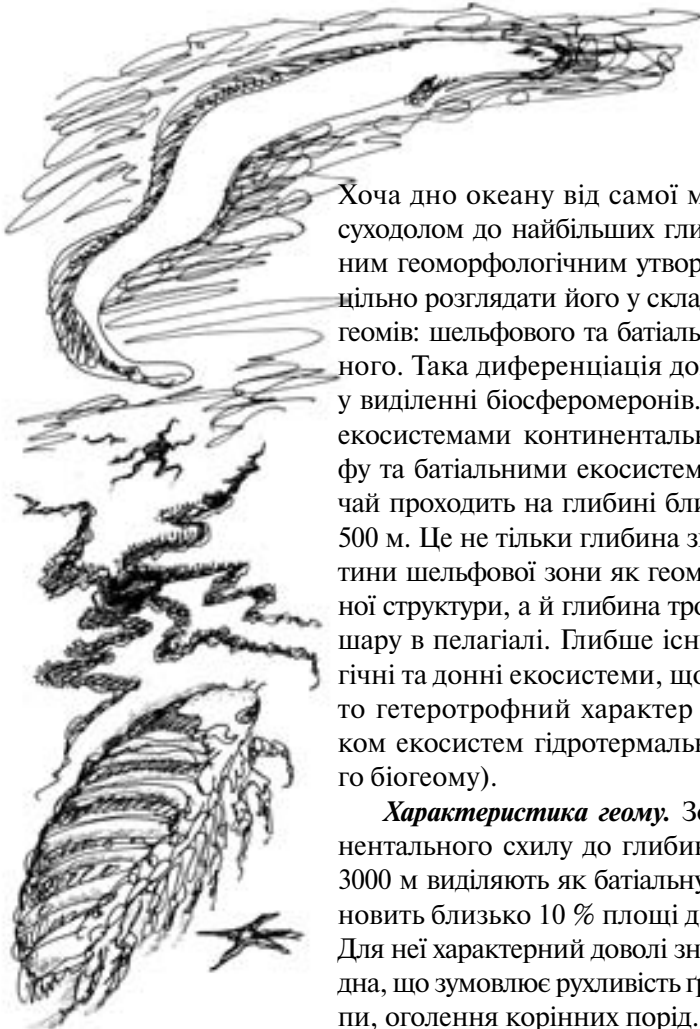 Хоча дно океану від самої м
суходолом до найбільших гли
ним геоморфологічним утвор
цільно розглядати його у скла
геомів: шельфового та батіаль
ного. Така диференціація до
у виділенні біосферомеронів.
екосистемами континенталь
фу та батіальними екосистем
чай проходить на глибині бли
500 м. Це не тільки глибина з
тини шельфової зони як геом
ної структури, а й глибина тро
шару в пелагіалі. Глибше існ
гічні та донні екосистеми, що
то гетеротрофний характер
ком екосистем гідротермальн
го біогеому).
Характеристика геому. Зо
нентального схилу до глибин
3000 м виділяють як батіальну
новить близько 10 % площі д
Для неї характерний доволі зн
дна, що зумовлює рухливість ґр
пи, оголення корінних порід.